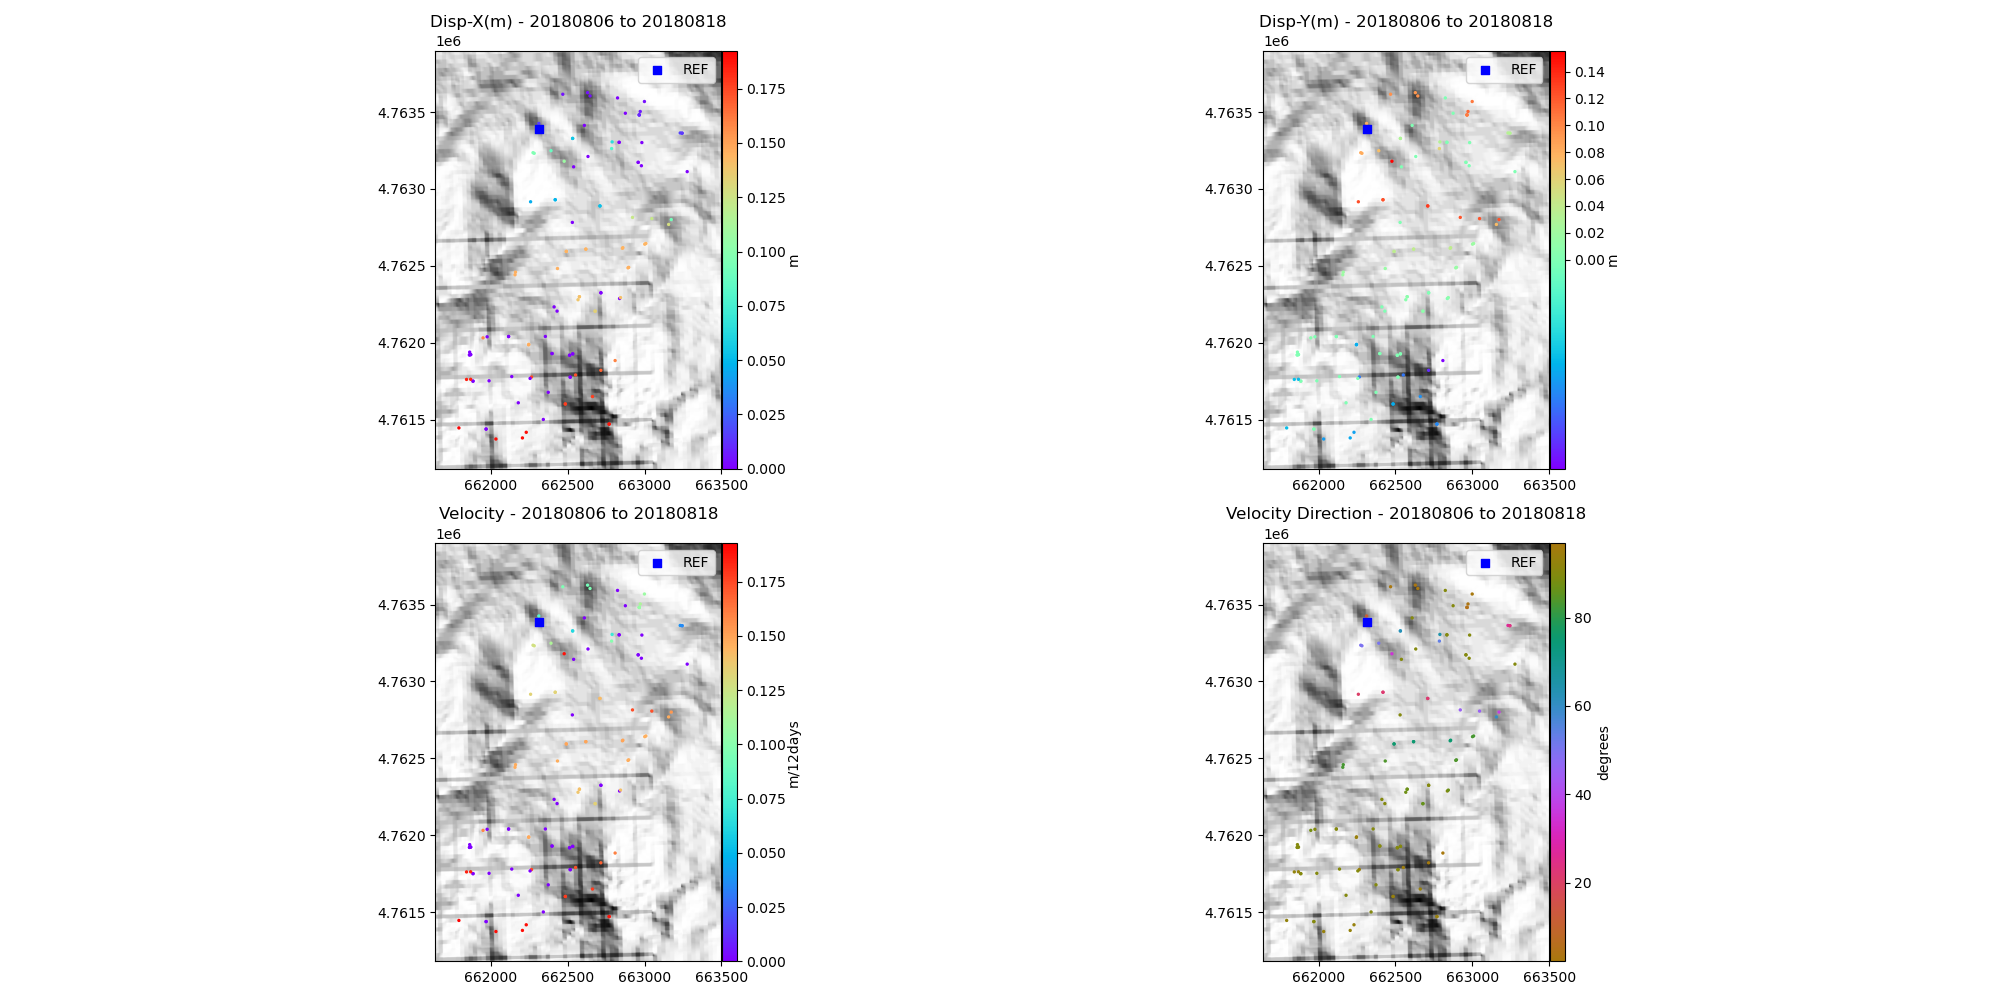 Disp-X(m) - 20180806 to 20180818
1e6
REF
4.7635
4.7630
4.7625
4.7620
4.7615
662000 662500 663000 663500
0.175
0.150
0.125
0.100
0.075
0.050
0.025
0.000
m
Disp-Y(m) - 20180806 to 20180818
1e6
REF
4.7635
4.7630
4.7625
4.7620
4.7615
662000 662500 663000 663500
0.14
0.12
0.10
0.08
0.06
0.04
0.02
0.00
m
Velocity - 20180806 to 20180818
1e6
REF
4.7635
4.7630
4.7625
4.7620
4.7615
662000 662500 663000 663500
0.175
0.150
0.125
0.100
0.075
0.050
0.025
0.000
m/12days
Velocity Direction - 20180806 to 20180818
1e6
REF
4.7635
4.7630
4.7625
4.7620
4.7615
662000 662500 663000 663500
80
60
40
20
degrees